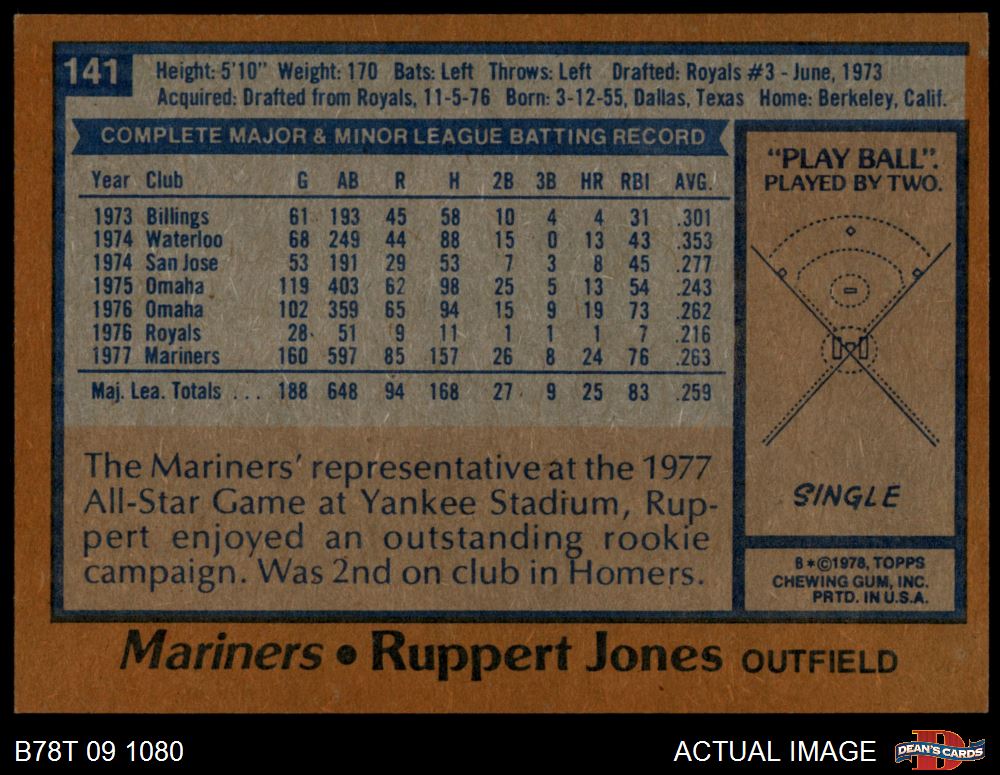 141
Height: 5'10" Weight: 170 Bats: Left Throws: Left Drafted: Royals #3 - June, 1973
Acquired: Drafted from Royals, 11-5-76 Born: 3-12-55, Dallas, Texas Home: Berkeley, Calif.
COMPLETE MAJOR & MINOR LEAGUE BATTING RECORD
Year Club G AB R H 2B 3B HR RBI AVG.
1973 Billings 61 193 45 58 10 4 4 31 .301
1974 Waterloo 68 249 44 88 15 0 13 43 .353
1974 San Jose 53 191 29 53 7 3 8 45 .277
1975 Omaha 119 403 62 98 25 5 13 54 .243
1976 Omaha 102 359 65 94 15 9 19 73 .262
1976 Royals 28 51 9 11 1 1 1 7 .216
1977 Mariners 160 597 85 157 26 8 24 76 .263
Maj. Lea. Totals ... 188 648 94 168 27 9 25 83 .259
The Mariners' representative at the 1977
All-Star Game at Yankee Stadium, Rup-
pert enjoyed an outstanding rookie
campaign. Was 2nd on club in Homers.
"PLAY BALL".
PLAYED BY TWO.
SINGLE
B*©1978, TOPPS
CHEWING GUM, INC.
PRTD. IN U.S.A.
Mariners • Ruppert Jones OUTFIELD
B78T 09 1080
ACTUAL IMAGE
DEAN'S CARDS